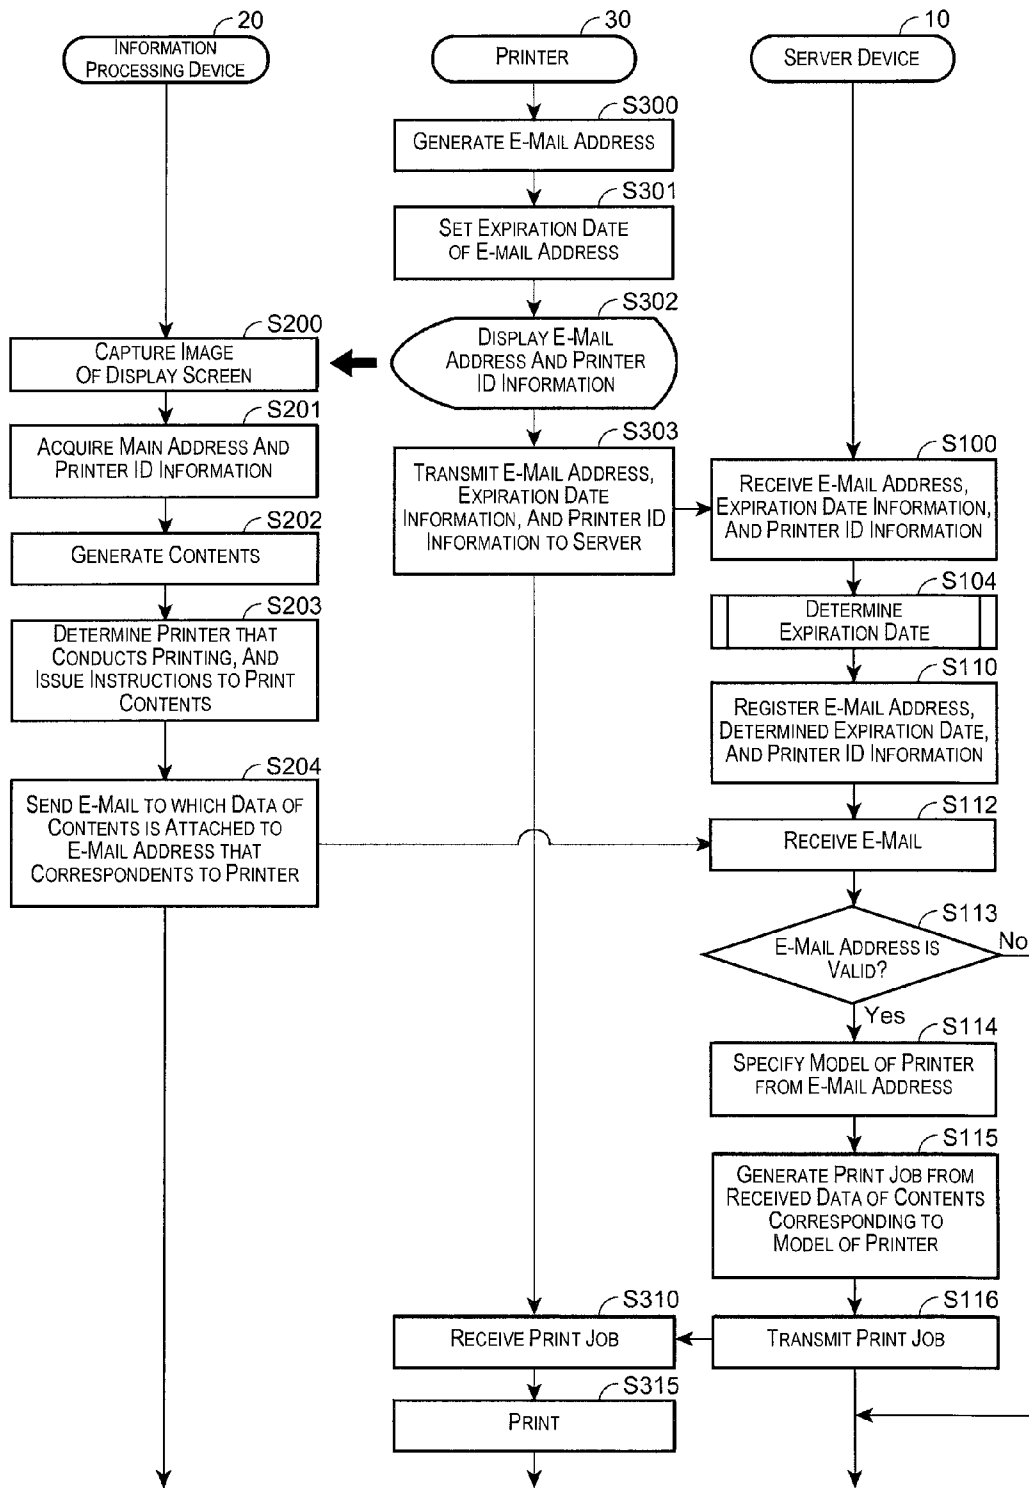 20
INFORMATION
PROCESSING DEVICE
30
PRINTER
10
SERVER DEVICE
S300
GENERATE E-MAIL ADDRESS
S301
SET EXPIRATION DATE
OF E-MAIL ADDRESS
S302
DISPLAY E-MAIL
ADDRESS AND PRINTER
ID INFORMATION
S200
CAPTURE IMAGE
OF DISPLAY SCREEN
S201
ACQUIRE MAIN ADDRESS AND
PRINTER ID INFORMATION
S303
TRANSMIT E-MAIL ADDRESS,
EXPIRATION DATE
INFORMATION, AND PRINTER ID
INFORMATION TO SERVER
S100
RECEIVE E-MAIL ADDRESS,
EXPIRATION DATE INFORMATION,
AND PRINTER ID INFORMATION
S202
GENERATE CONTENTS
S104
DETERMINE
EXPIRATION DATE
S203
DETERMINE PRINTER THAT
CONDUCTS PRINTING, AND
ISSUE INSTRUCTIONS TO PRINT
CONTENTS
S110
REGISTER E-MAIL ADDRESS,
DETERMINED EXPIRATION DATE,
AND PRINTER ID INFORMATION
S204
SEND E-MAIL TO WHICH DATA OF
CONTENTS IS ATTACHED TO
E-MAIL ADDRESS THAT
CORRESPONDENTS TO PRINTER
S112
RECEIVE E-MAIL
S113
E-MAIL ADDRESS IS
VALID?
No
Yes
S114
SPECIFY MODEL OF PRINTER
FROM E-MAIL ADDRESS
S115
GENERATE PRINT JOB FROM
RECEIVED DATA OF CONTENTS
CORRESPONDING TO
MODEL OF PRINTER
S310
RECEIVE PRINT JOB
S116
TRANSMIT PRINT JOB
S315
PRINT